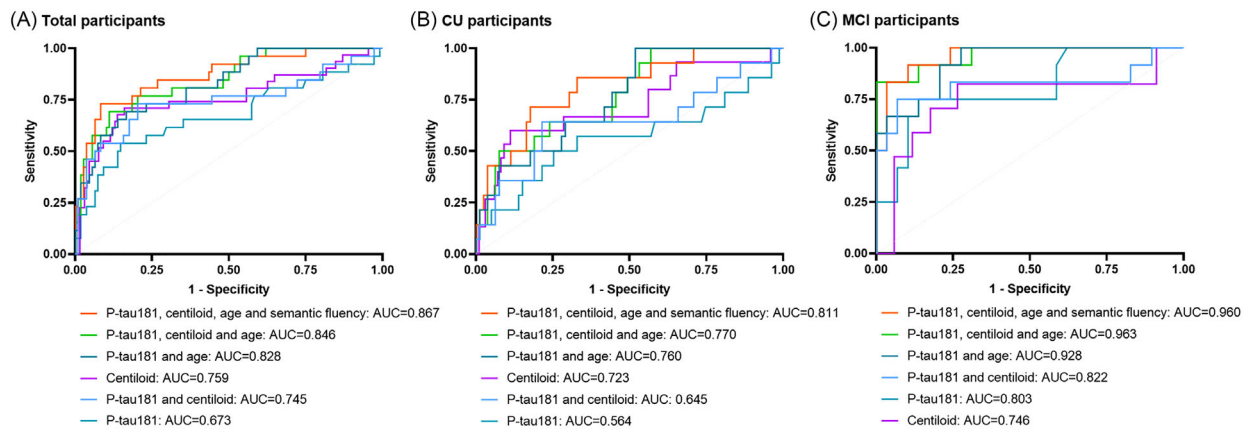 (A) Total participants
1.00
0.75
0.50
0.25
0.00
Sensitivity
0.00 0.25 0.50 0.75 1.00
1 - Specificity
P-tau181, centiloid, age and semantic fluency: AUC=0.867
P-tau181, centiloid and age: AUC=0.846
P-tau181 and age: AUC=0.828
Centiloid: AUC=0.759
P-tau181 and centiloid: AUC=0.745
P-tau181: AUC=0.673
(B) CU participants
1.00
0.75
0.50
0.25
0.00
Sensitivity
0.00 0.25 0.50 0.75 1.00
1 - Specificity
P-tau181, centiloid, age and semantic fluency: AUC=0.811
P-tau181, centiloid and age: AUC=0.770
P-tau181 and age: AUC=0.760
Centiloid: AUC=0.723
P-tau181 and centiloid: AUC: 0.645
P-tau181: AUC=0.564
(C) MCI participants
1.00
0.75
0.50
0.25
0.00
Sensitivity
0.00 0.25 0.50 0.75 1.00
1 - Specificity
P-tau181, centiloid, age and semantic fluency: AUC=0.960
P-tau181, centiloid and age: AUC=0.963
P-tau181 and age: AUC=0.928
P-tau181 and centiloid: AUC=0.822
P-tau181: AUC=0.803
Centiloid: AUC=0.746